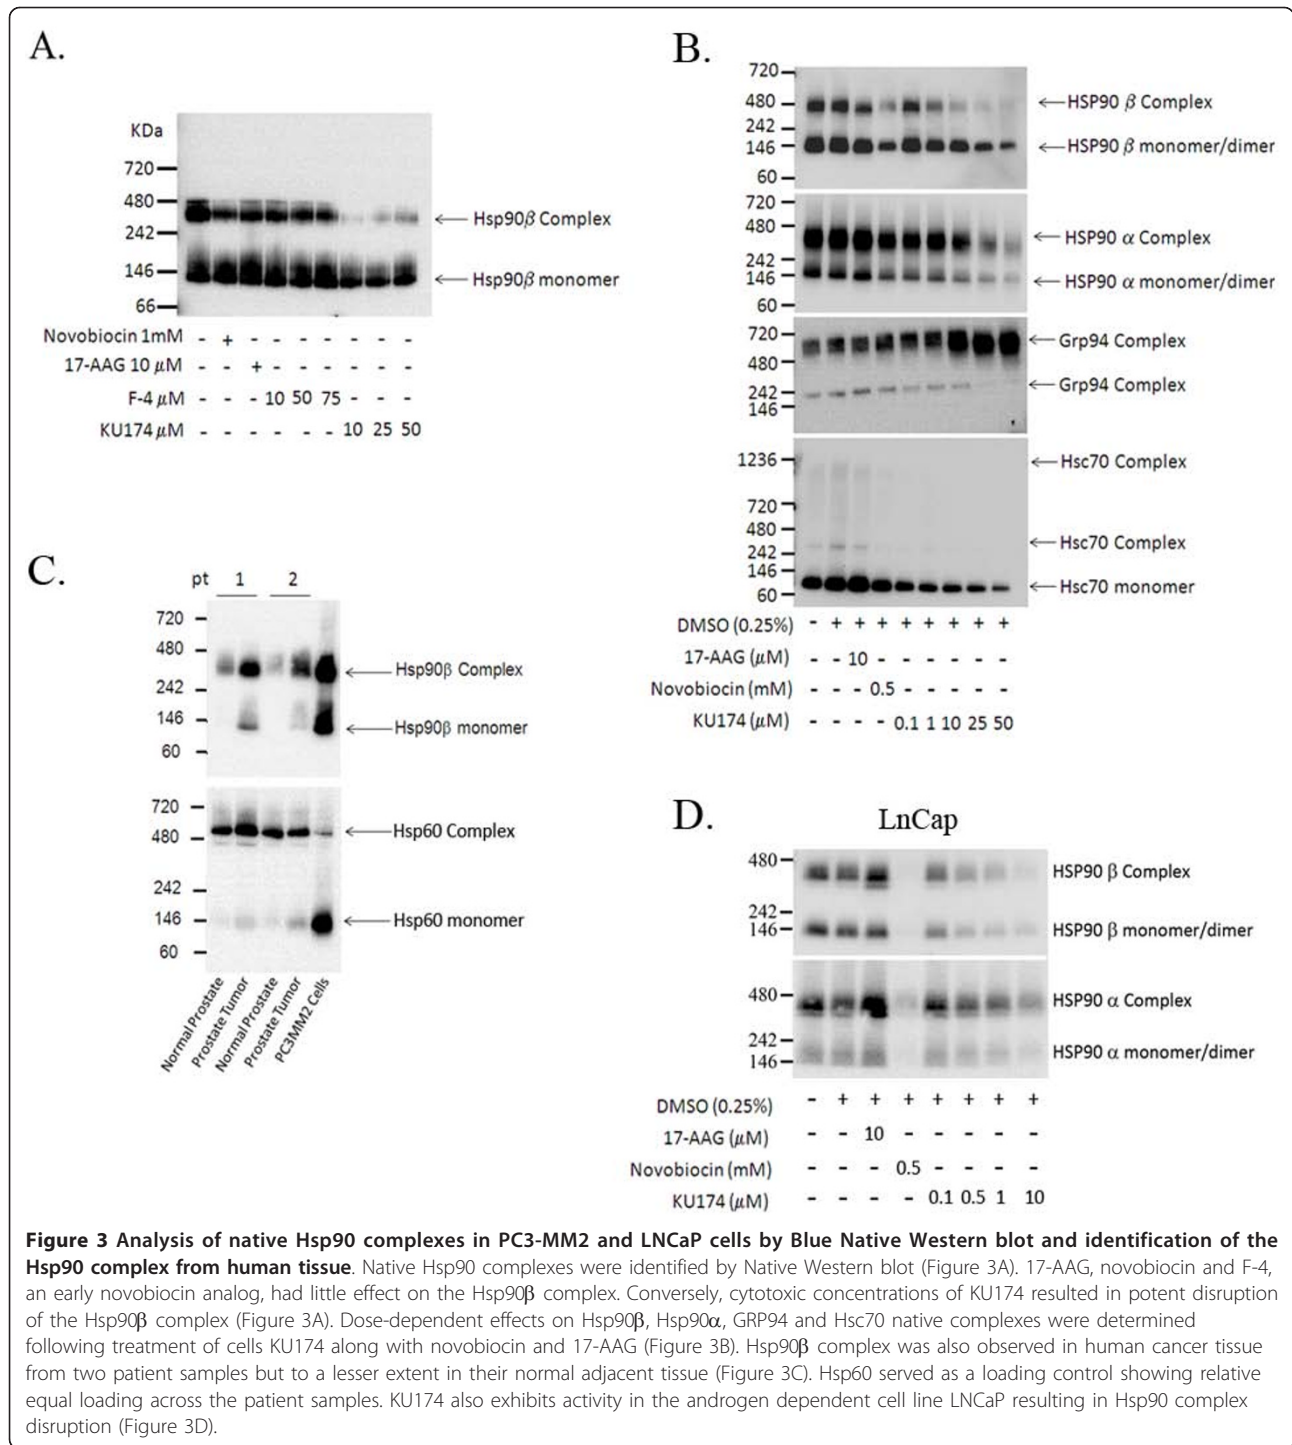 A.
KDa
720
480
242
146
66
Hsp90β Complex
Hsp90β monomer
Novobiocin 1mM - + - - - - - - -
17-AAG 10 μM - - + - - - - - -
F-4 μM - - - 10 50 75 - - -
KU174 μM - - - - - - 10 25 50
B.
720
480
242
146
60
HSP90 β Complex
HSP90 β monomer/dimer
720
480
242
146
60
HSP90 α Complex
HSP90 α monomer/dimer
720
480
242
146
Grp94 Complex
Grp94 Complex
1236
720
480
242
146
60
Hsc70 Complex
Hsc70 Complex
Hsc70 monomer
DMSO (0.25%) - + + + + + + + +
17-AAG (μM) - - 10 -
Novobiocin (mM) - - - 0.5 - - - - -
KU174 (μM) - - - - 0.1 1 10 25 50
C.
pt 1 2
720
480
242
146
60
Hsp90β Complex
Hsp90β monomer
720
480
242
146
60
Hsp60 Complex
Hsp60 monomer
Normal Prostate
Prostate Tumor
Normal Prostate
Prostate Tumor
PC3MM2 Cells
D.
LnCap
480
242
146
HSP90 β Complex
HSP90 β monomer/dimer
480
242
146
HSP90 α Complex
HSP90 α monomer/dimer
DMSO (0.25%) - + + + + + + +
17-AAG (μM) - - 10 - - - - -
Novobiocin (mM) - - - 0.5 - - - -
KU174 (μM) - - - - 0.1 0.5 1 10
Figure 3 Analysis of native Hsp90 complexes in PC3-MM2 and LNCaP cells by Blue Native Western blot and identification of the
Hsp90 complex from human tissue. Native Hsp90 complexes were identified by Native Western blot (Figure 3A). 17-AAG, novobiocin and F-4,
an early novobiocin analog, had little effect on the Hsp90β complex. Conversely, cytotoxic concentrations of KU174 resulted in potent disruption
of the Hsp90β complex (Figure 3A). Dose-dependent effects on Hsp90β, Hsp90α, GRP94 and Hsc70 native complexes were determined
following treatment of cells KU174 along with novobiocin and 17-AAG (Figure 3B). Hsp90β complex was also observed in human cancer tissue
from two patient samples but to a lesser extent in their normal adjacent tissue (Figure 3C). Hsp60 served as a loading control showing relative
equal loading across the patient samples. KU174 also exhibits activity in the androgen dependent cell line LNCaP resulting in Hsp90 complex
disruption (Figure 3D).